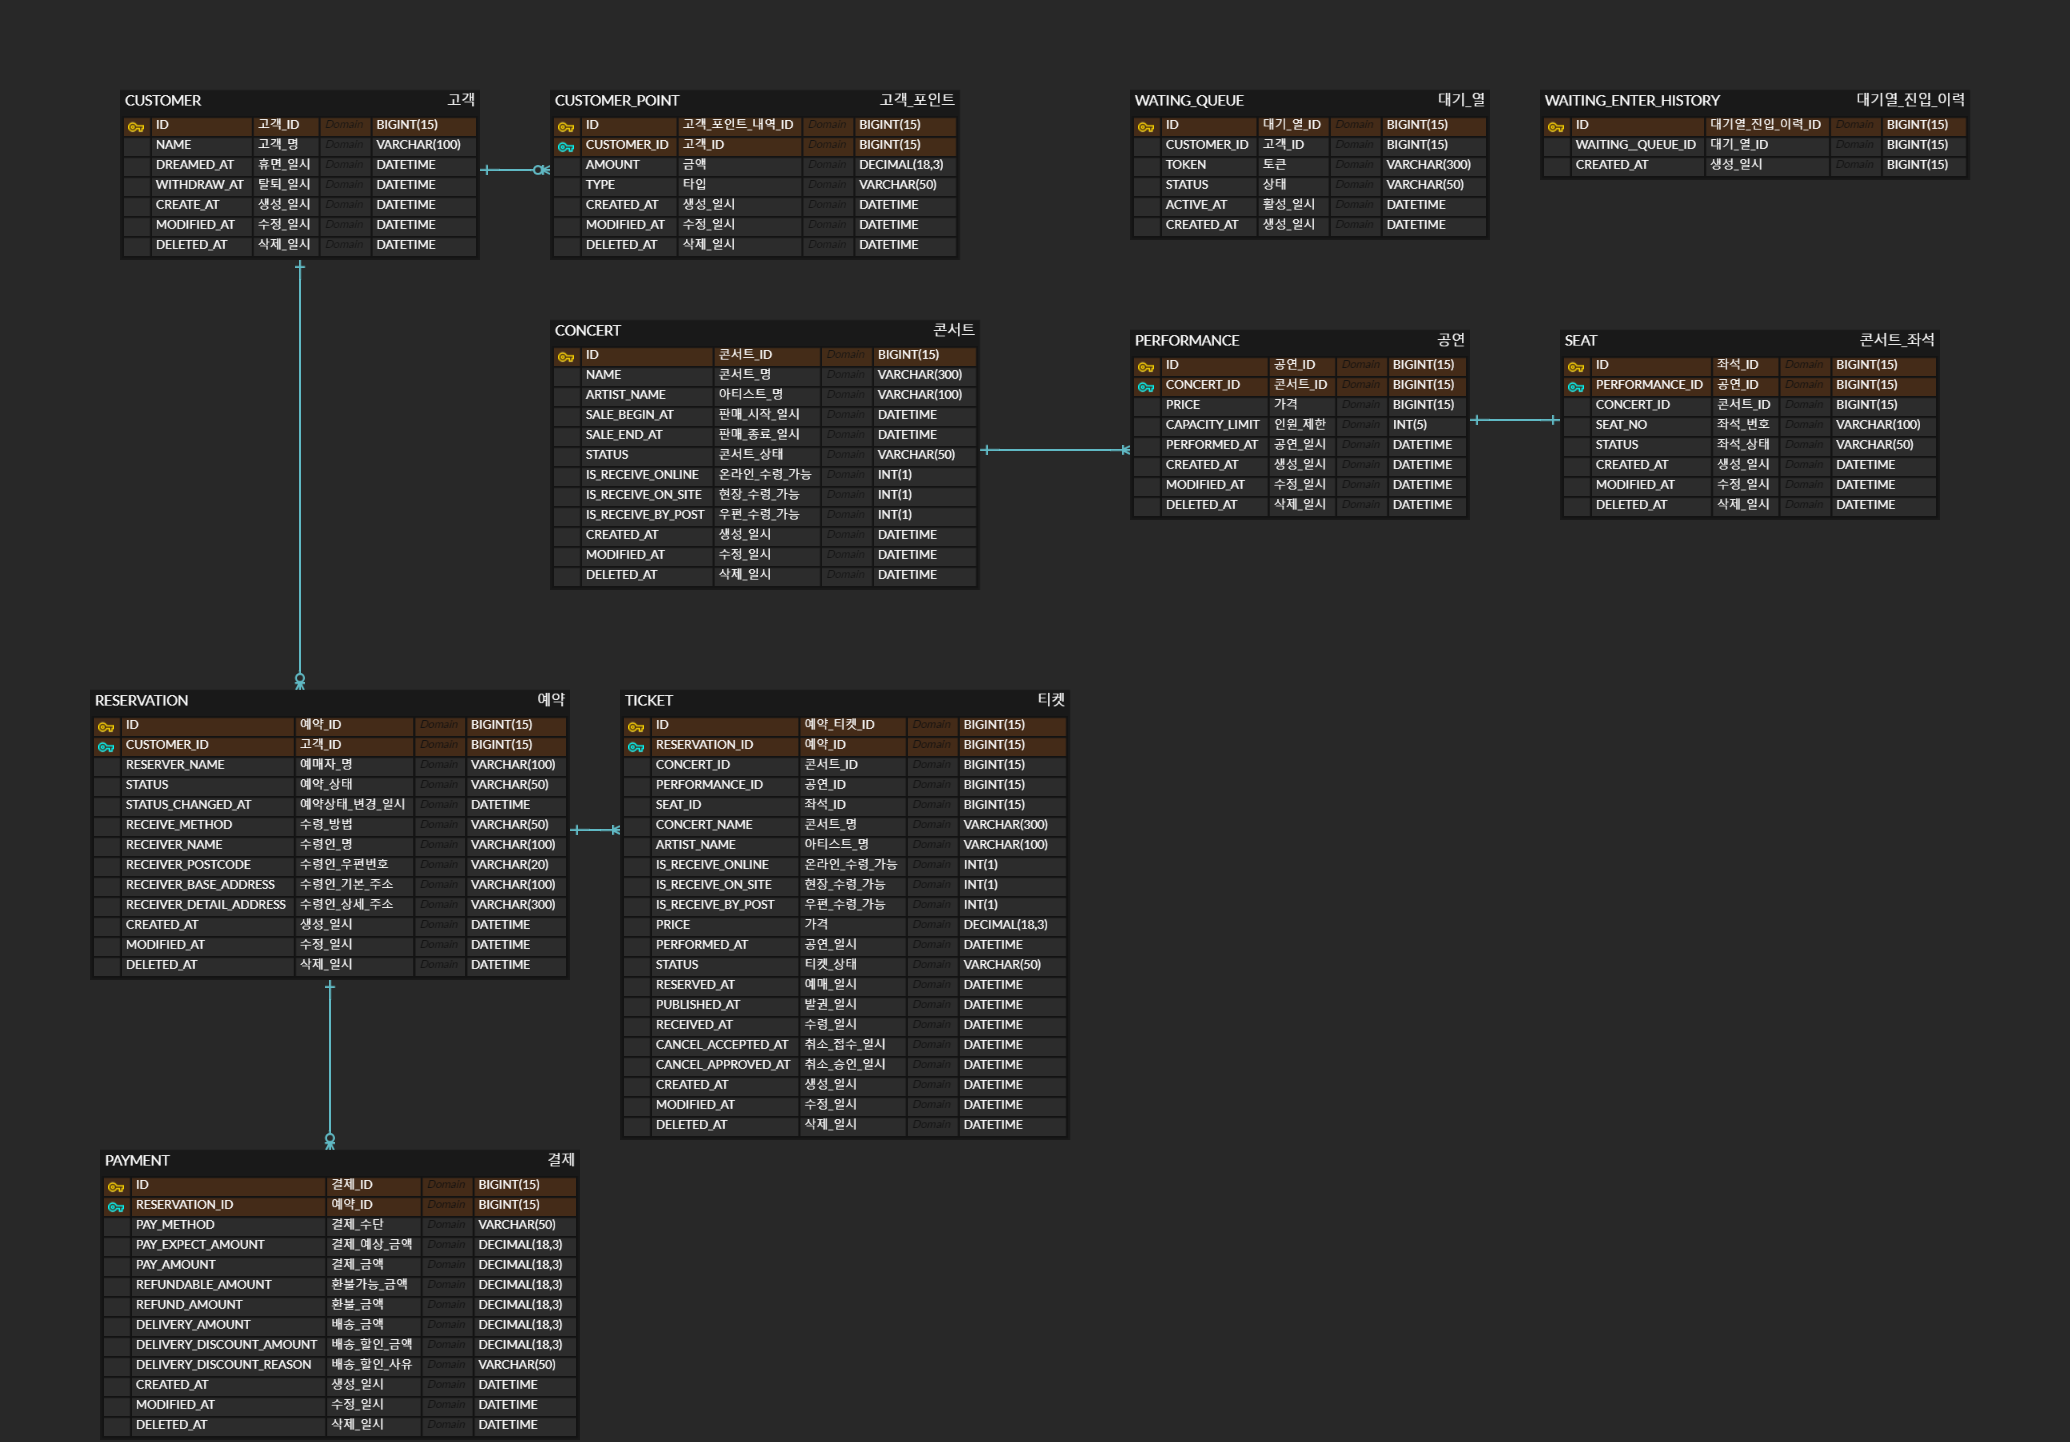 CUSTOMER 고객
ID 고객_ID Domain BIGINT(15)
NAME 고객_명 Domain VARCHAR(100)
DREAMED_AT 휴면_일시 Domain DATETIME
WITHDRAW_AT 탈퇴_일시 Domain DATETIME
CREATE_AT 생성_일시 Domain DATETIME
MODIFIED_AT 수정_일시 Domain DATETIME
DELETED_AT 삭제_일시 Domain DATETIME
CUSTOMER_POINT 고객_포인트
ID 고객_포인트_내역_ID Domain BIGINT(15)
CUSTOMER_ID 고객_ID Domain BIGINT(15)
AMOUNT 금액 Domain DECIMAL(18,3)
TYPE 타입 Domain VARCHAR(50)
CREATED_AT 생성_일시 Domain DATETIME
MODIFIED_AT 수정_일시 Domain DATETIME
DELETED_AT 삭제_일시 Domain DATETIME
WATING_QUEUE 대기_열
ID 대기_열_ID Domain BIGINT(15)
CUSTOMER_ID 고객_ID Domain BIGINT(15)
TOKEN 토큰 Domain VARCHAR(300)
STATUS 상태 Domain VARCHAR(50)
ACTIVE_AT 활성_일시 Domain DATETIME
CREATED_AT 생성_일시 Domain DATETIME
WAITING_ENTER_HISTORY 대기열_진입_이력
ID 대기열_진입_이력_ID Domain BIGINT(15)
WAITING_QUEUE_ID 대기_열_ID Domain BIGINT(15)
CREATED_AT 생성_일시 Domain BIGINT(15)
CONCERT 콘서트
ID 콘서트_ID Domain BIGINT(15)
NAME 콘서트_명 Domain VARCHAR(300)
ARTIST_NAME 아티스트_명 Domain VARCHAR(100)
SALE_BEGIN_AT 판매_시작_일시 Domain DATETIME
SALE_END_AT 판매_종료_일시 Domain DATETIME
STATUS 콘서트_상태 Domain VARCHAR(50)
IS_RECEIVE_ONLINE 온라인_수령_가능 Domain INT(1)
IS_RECEIVE_ON_SITE 현장_수령_가능 Domain INT(1)
IS_RECEIVE_BY_POST 우편_수령_가능 Domain INT(1)
CREATED_AT 생성_일시 Domain DATETIME
MODIFIED_AT 수정_일시 Domain DATETIME
DELETED_AT 삭제_일시 Domain DATETIME
PERFORMANCE 공연
ID 공연_ID Domain BIGINT(15)
CONCERT_ID 콘서트_ID Domain BIGINT(15)
PRICE 가격 Domain BIGINT(15)
CAPACITY_LIMIT 인원_제한 Domain INT(5)
PERFORMED_AT 공연_일시 Domain DATETIME
CREATED_AT 생성_일시 Domain DATETIME
MODIFIED_AT 수정_일시 Domain DATETIME
DELETED_AT 삭제_일시 Domain DATETIME
SEAT 콘서트_좌석
ID 좌석_ID Domain BIGINT(15)
PERFORMANCE_ID 공연_ID Domain BIGINT(15)
CONCERT_ID 콘서트_ID Domain BIGINT(15)
SEAT_NO 좌석_번호 Domain VARCHAR(100)
STATUS 좌석_상태 Domain VARCHAR(50)
CREATED_AT 생성_일시 Domain DATETIME
MODIFIED_AT 수정_일시 Domain DATETIME
DELETED_AT 삭제_일시 Domain DATETIME
RESERVATION 예약
ID 예약_ID Domain BIGINT(15)
CUSTOMER_ID 고객_ID Domain BIGINT(15)
RESERVER_NAME 예매자_명 Domain VARCHAR(100)
STATUS 예약_상태 Domain VARCHAR(50)
STATUS_CHANGED_AT 예약상태_변경_일시 Domain DATETIME
RECEIVE_METHOD 수령_방법 Domain VARCHAR(50)
RECEIVER_NAME 수령인_명 Domain VARCHAR(100)
RECEIVER_POSTCODE 수령인_우편번호 Domain VARCHAR(20)
RECEIVER_BASE_ADDRESS 수령인_기본_주소 Domain VARCHAR(100)
RECEIVER_DETAIL_ADDRESS 수령인_상세_주소 Domain VARCHAR(300)
CREATED_AT 생성_일시 Domain DATETIME
MODIFIED_AT 수정_일시 Domain DATETIME
DELETED_AT 삭제_일시 Domain DATETIME
TICKET 티켓
ID 예약_티켓_ID Domain BIGINT(15)
RESERVATION_ID 예약_ID Domain BIGINT(15)
CONCERT_ID 콘서트_ID Domain BIGINT(15)
PERFORMANCE_ID 공연_ID Domain BIGINT(15)
SEAT_ID 좌석_ID Domain BIGINT(15)
CONCERT_NAME 콘서트_명 Domain VARCHAR(300)
ARTIST_NAME 아티스트_명 Domain VARCHAR(100)
IS_RECEIVE_ONLINE 온라인_수령_가능 Domain INT(1)
IS_RECEIVE_ON_SITE 현장_수령_가능 Domain INT(1)
IS_RECEIVE_BY_POST 우편_수령_가능 Domain INT(1)
PRICE 가격 Domain DECIMAL(18,3)
PERFORMED_AT 공연_일시 Domain DATETIME
STATUS 티켓_상태 Domain VARCHAR(50)
RESERVED_AT 예매_일시 Domain DATETIME
PUBLISHED_AT 발권_일시 Domain DATETIME
RECEIVED_AT 수령_일시 Domain DATETIME
CANCEL_ACCEPTED_AT 취소_접수_일시 Domain DATETIME
CANCEL_APPROVED_AT 취소_승인_일시 Domain DATETIME
CREATED_AT 생성_일시 Domain DATETIME
MODIFIED_AT 수정_일시 Domain DATETIME
DELETED_AT 삭제_일시 Domain DATETIME
PAYMENT 결제
ID 결제_ID Domain BIGINT(15)
RESERVATION_ID 예약_ID Domain BIGINT(15)
PAY_METHOD 결제_수단 Domain VARCHAR(50)
PAY_EXPECT_AMOUNT 결제_예상_금액 Domain DECIMAL(18,3)
PAY_AMOUNT 결제_금액 Domain DECIMAL(18,3)
REFUNDABLE_AMOUNT 환불가능_금액 Domain DECIMAL(18,3)
REFUND_AMOUNT 환불_금액 Domain DECIMAL(18,3)
DELIVERY_AMOUNT 배송_금액 Domain DECIMAL(18,3)
DELIVERY_DISCOUNT_AMOUNT 배송_할인_금액 Domain DECIMAL(18,3)
DELIVERY_DISCOUNT_REASON 배송_할인_사유 Domain VARCHAR(50)
CREATED_AT 생성_일시 Domain DATETIME
MODIFIED_AT 수정_일시 Domain DATETIME
DELETED_AT 삭제_일시 Domain DATETIME